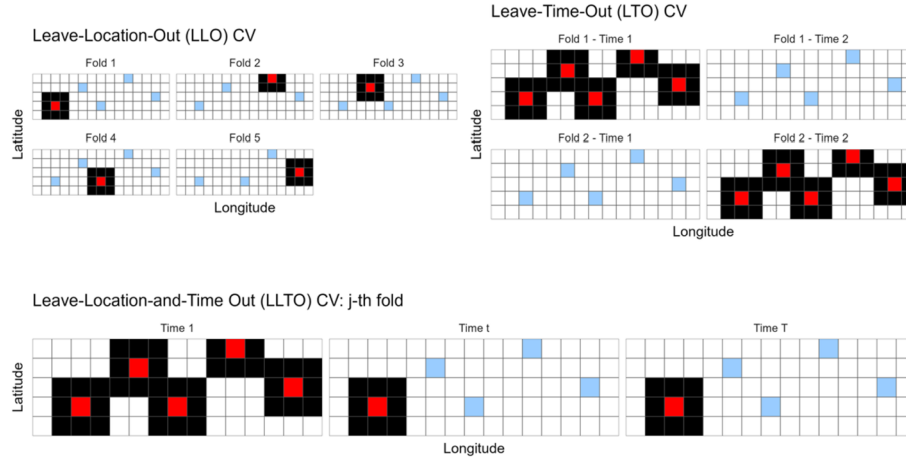 Leave-Location-Out (LLO) CV
Fold 1
Fold 2
Fold 3
Fold 4
Fold 5
Latitude
Longitude
Leave-Time-Out (LTO) CV
Fold 1 - Time 1
Fold 1 - Time 2
Fold 2 - Time 1
Fold 2 - Time 2
Latitude
Longitude
Leave-Location-and-Time Out (LLTO) CV: j-th fold
Time 1
Time t
Time T
Latitude
Longitude